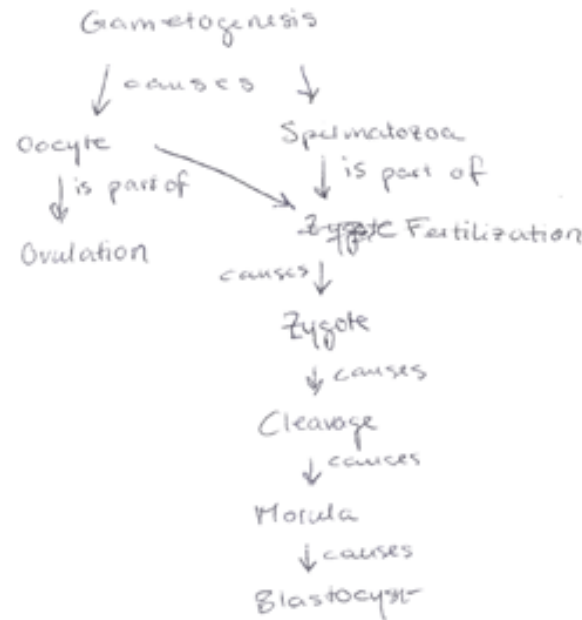 Gametogenesis
causes
Oocyte
Spermatozoa
is part of
is part of
Ovulation
Zygote Fertilization
causes
Zygote
causes
Cleavage
causes
Morula
causes
Blastocyst